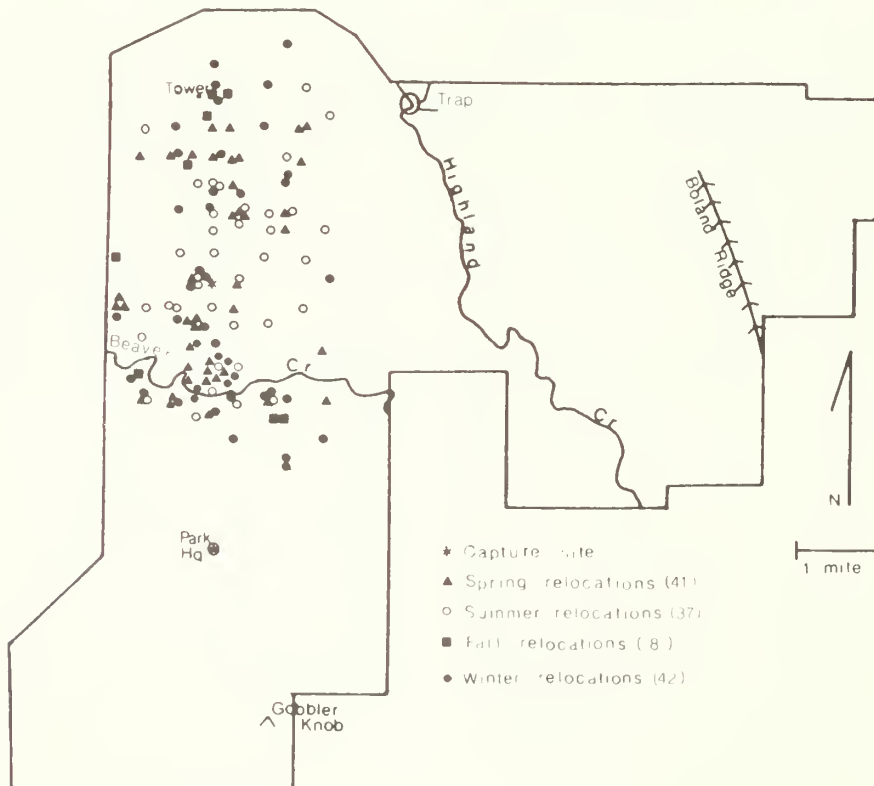 Tower
Trap
Highland
Boland Ridge
Beaver
Cr
Cr
Park
Hq
N
1 mile
Capture site
Spring relocations (41)
Summer relocations (37)
Fall relocations (8)
Winter relocations (42)
Gobbler
Knob